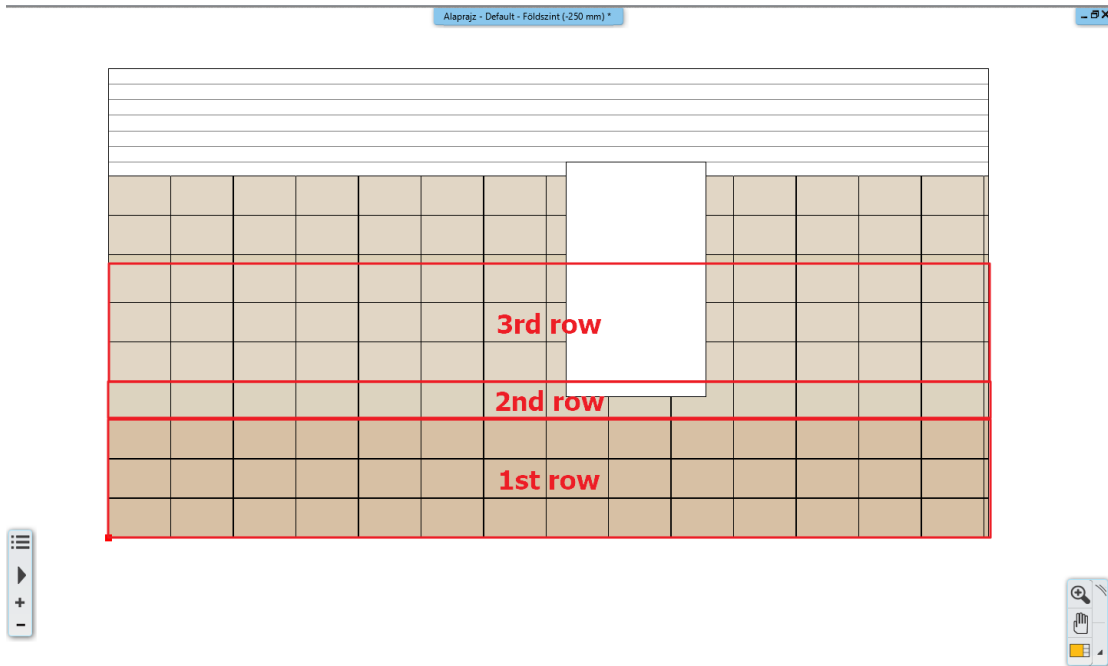 Alaprajz - Default - Földszint (-250 mm) *
3rd row
2nd row
1st row